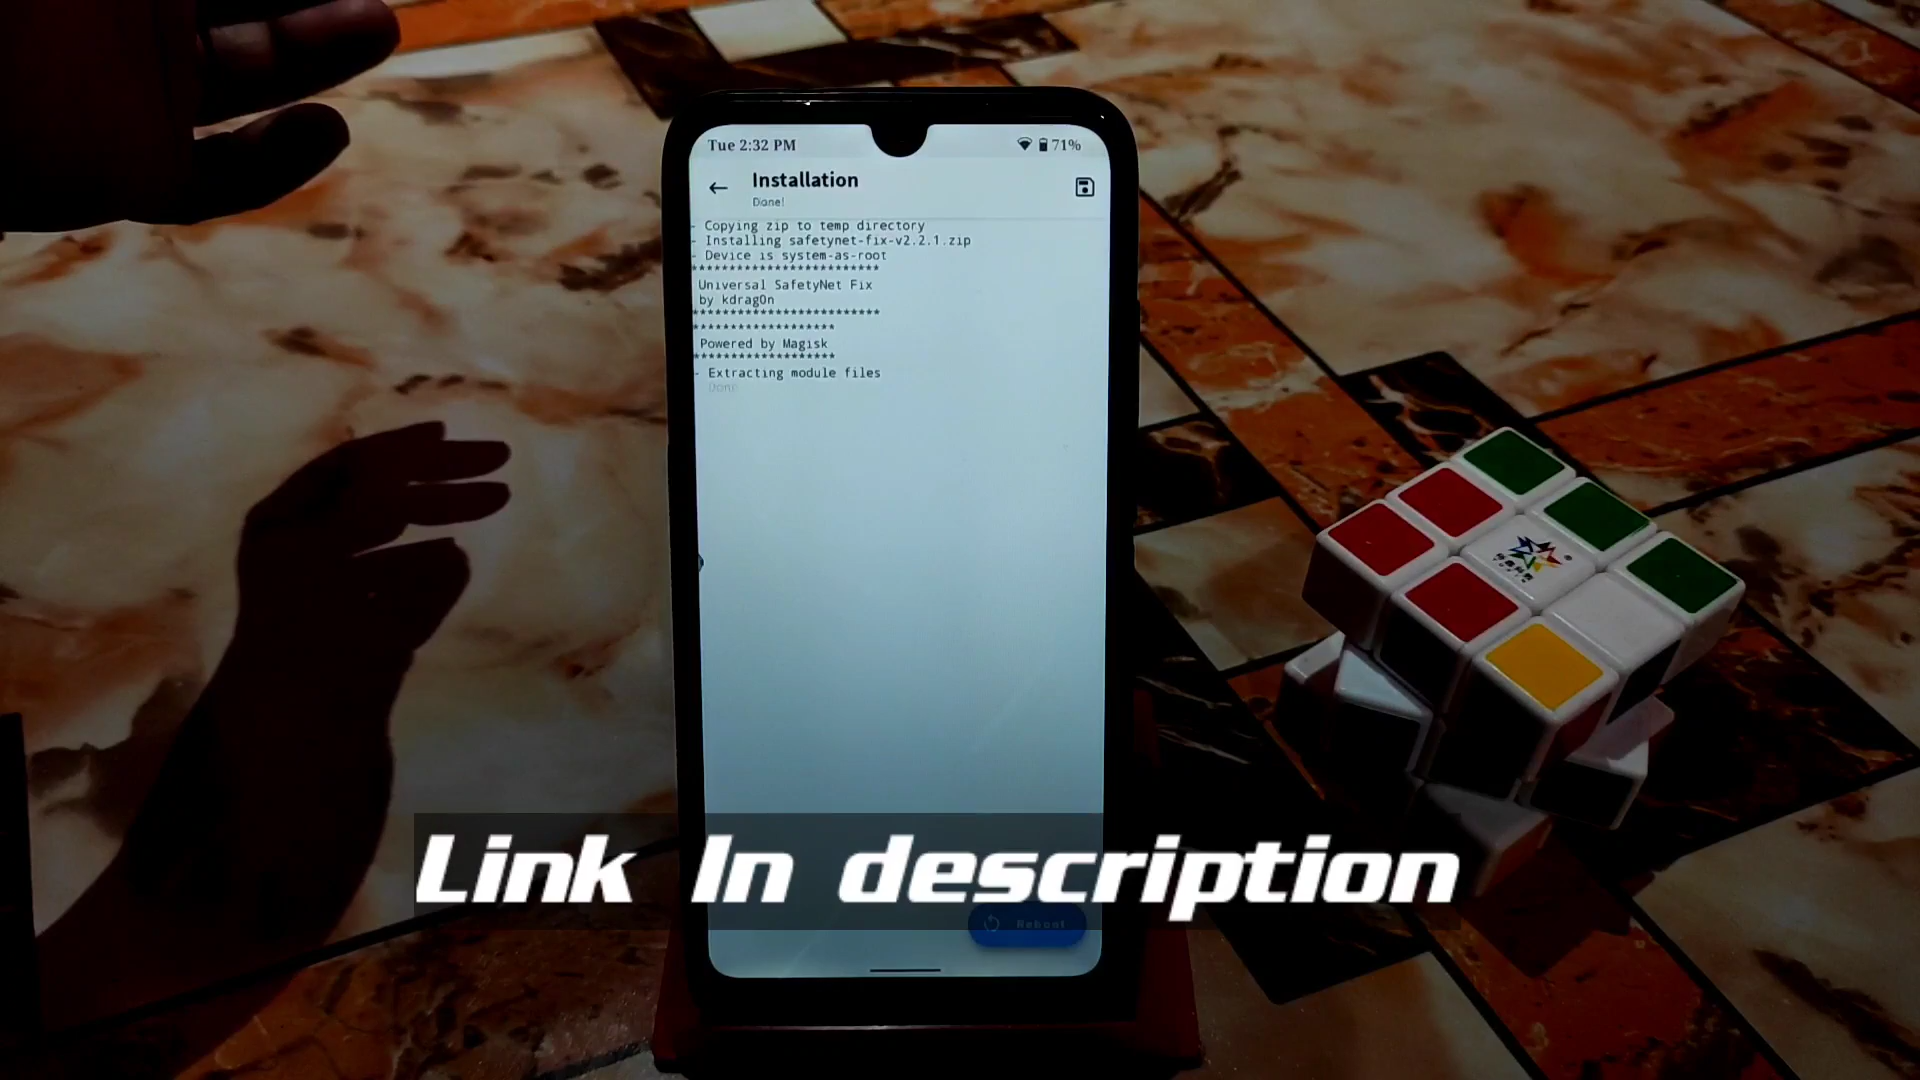 Tue 2:32 PM
71%
Installation
Done!
- Copying zip to temp directory
- Installing safetynet-fix-v2.2.1.zip
- Device is system-as-root
*************************
Universal SafetyNet Fix
by kdrag0n
*************************
*******************
Powered by Magisk
*******************
- Extracting module files
- Done
Link In description
Reboot